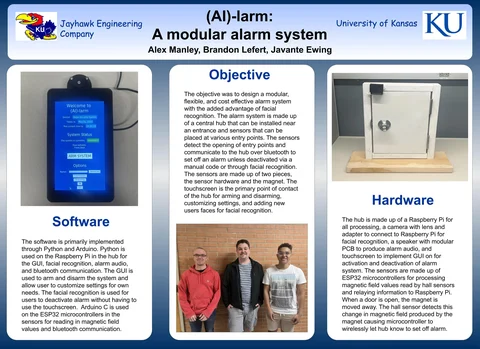 (AI)-larm:
A modular alarm system
Alex Manley, Brandon Lefert, Javante Ewing
Jayhawk Engineering
Company
KU
University of Kansas
KU
Welcome to
(AI)-larm
System Status
ARM SYSTEM
Options
Software
The software is primarily implemented
through Python and Arduino. Python is
used on the Raspberry Pi in the hub for
the GUI, facial recognition, alarm audio,
and bluetooth communication. The GUI is
used to arm and disarm the system and
allow user to customize settings for own
needs. The facial recognition is used for
users to deactivate alarm without having to
use the touchscreen. Arduino C is used
on the ESP32 microcontrollers in the
sensors for reading in magnetic field
values and bluetooth communication.
Objective
The objective was to design a modular,
flexible, and cost effective alarm system
with the added advantage of facial
recognition. The alarm system is made up
of a central hub that can be installed near
an entrance and sensors that can be
placed at various entry points. The sensors
detect the opening of entry points and
communicate to the hub over bluetooth to
set off an alarm unless deactivated via a
manual code or through facial recognition.
The sensors are made up of two pieces,
the sensor hardware and the magnet. The
touchscreen is the primary point of contact
of the hub for arming and disarming,
customizing settings, and adding new
users faces for facial recognition.
Hardware
The hub is made up of a Raspberry Pi for
all processing, a camera with lens and
adapter to connect to Raspberry Pi for
facial recognition, a speaker with modular
PCB to produce alarm audio, and
touchscreen to implement GUI on for
activation and deactivation of alarm
system. The sensors are made up of
ESP32 microcontrollers for processing
magnetic field values read by hall sensors
and relaying information to Raspberry Pi.
When a door is open, the magnet is
moved away. The hall sensor detects this
change in magnetic field produced by the
magnet causing microcontroller to
wirelessly let hub know to set off alarm.